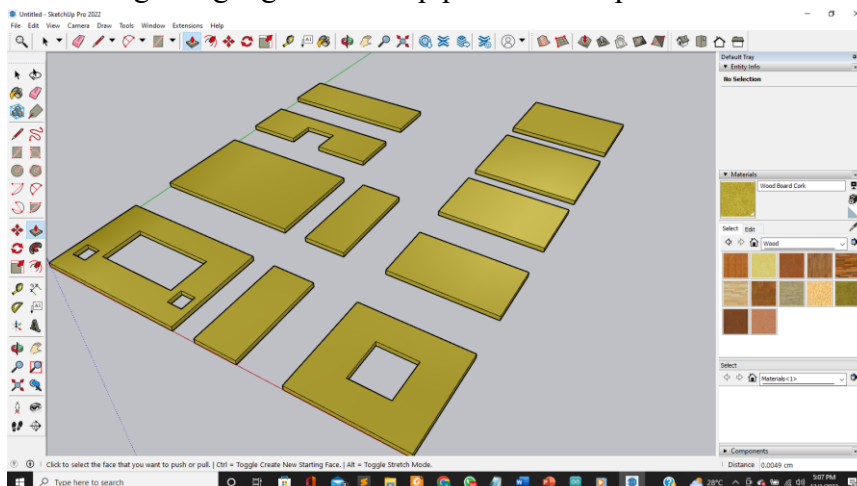 Untitled - SketchUp Pro 2022
File Edit View Camera Draw Tools Window Extensions Help
Default Tray
Entity Info
No Selection
Materials
Wood Board Cork
Select Edit
Wood
Select
Materials<1>
Components
Click to select the face that you want to push or pull. | Ctrl = Toggle Create New Starting Face. | Alt = Toggle Stretch Mode.
Distance 0.0049 cm
Type here to search
28°C
5:07 PM